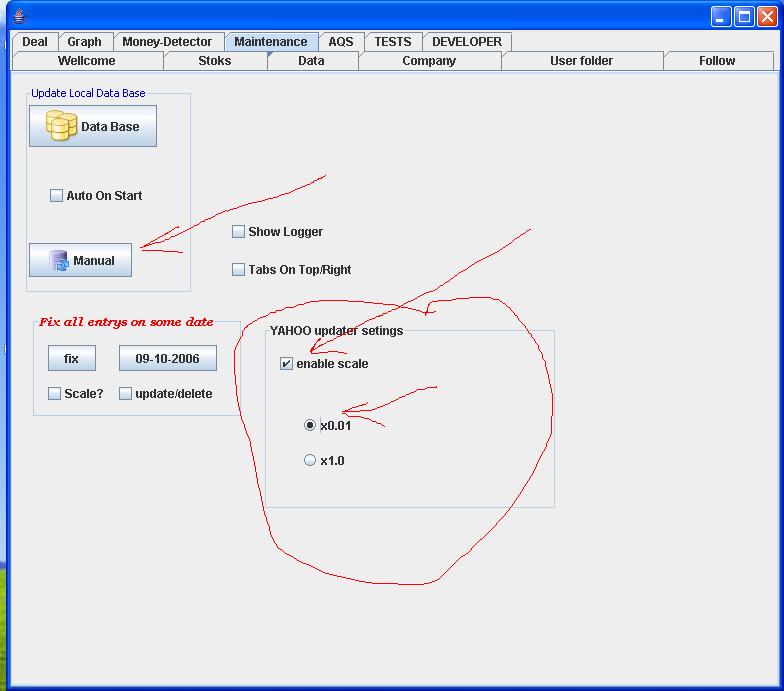 Deal Graph Money-Detector Maintenance AQS TESTS DEVELOPER
Wellcome Stoks Data Company User folder Follow
Update Local Data Base
Data Base
Auto On Start
Manual
Show Logger
Tabs On Top/Right
Fix all entrys on some date
fix 09-10-2006
Scale? update/delete
YAHOO updater setings
enable scale
x0.01
x1.0